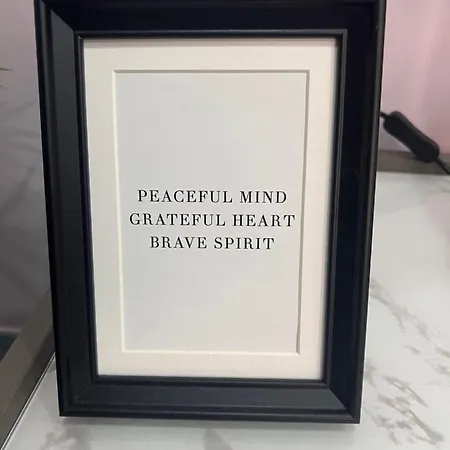 PEACEFUL MIND
GRATEFUL HEART
BRAVE SPIRIT